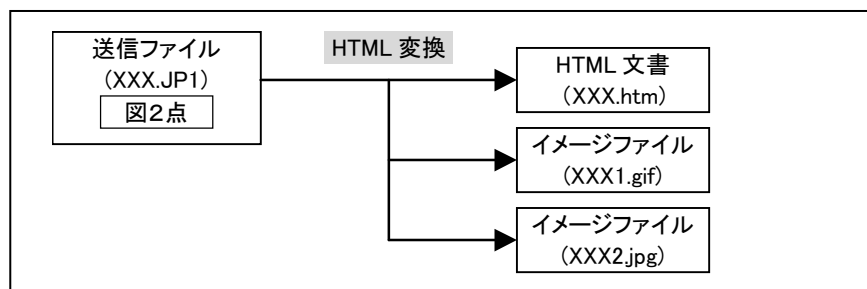 送信ファイル
(XXX.JP1)
図2点
HTML 変換
HTML 文書
(XXX.htm)
イメージファイル
(XXX1.gif)
イメージファイル
(XXX2.jpg)